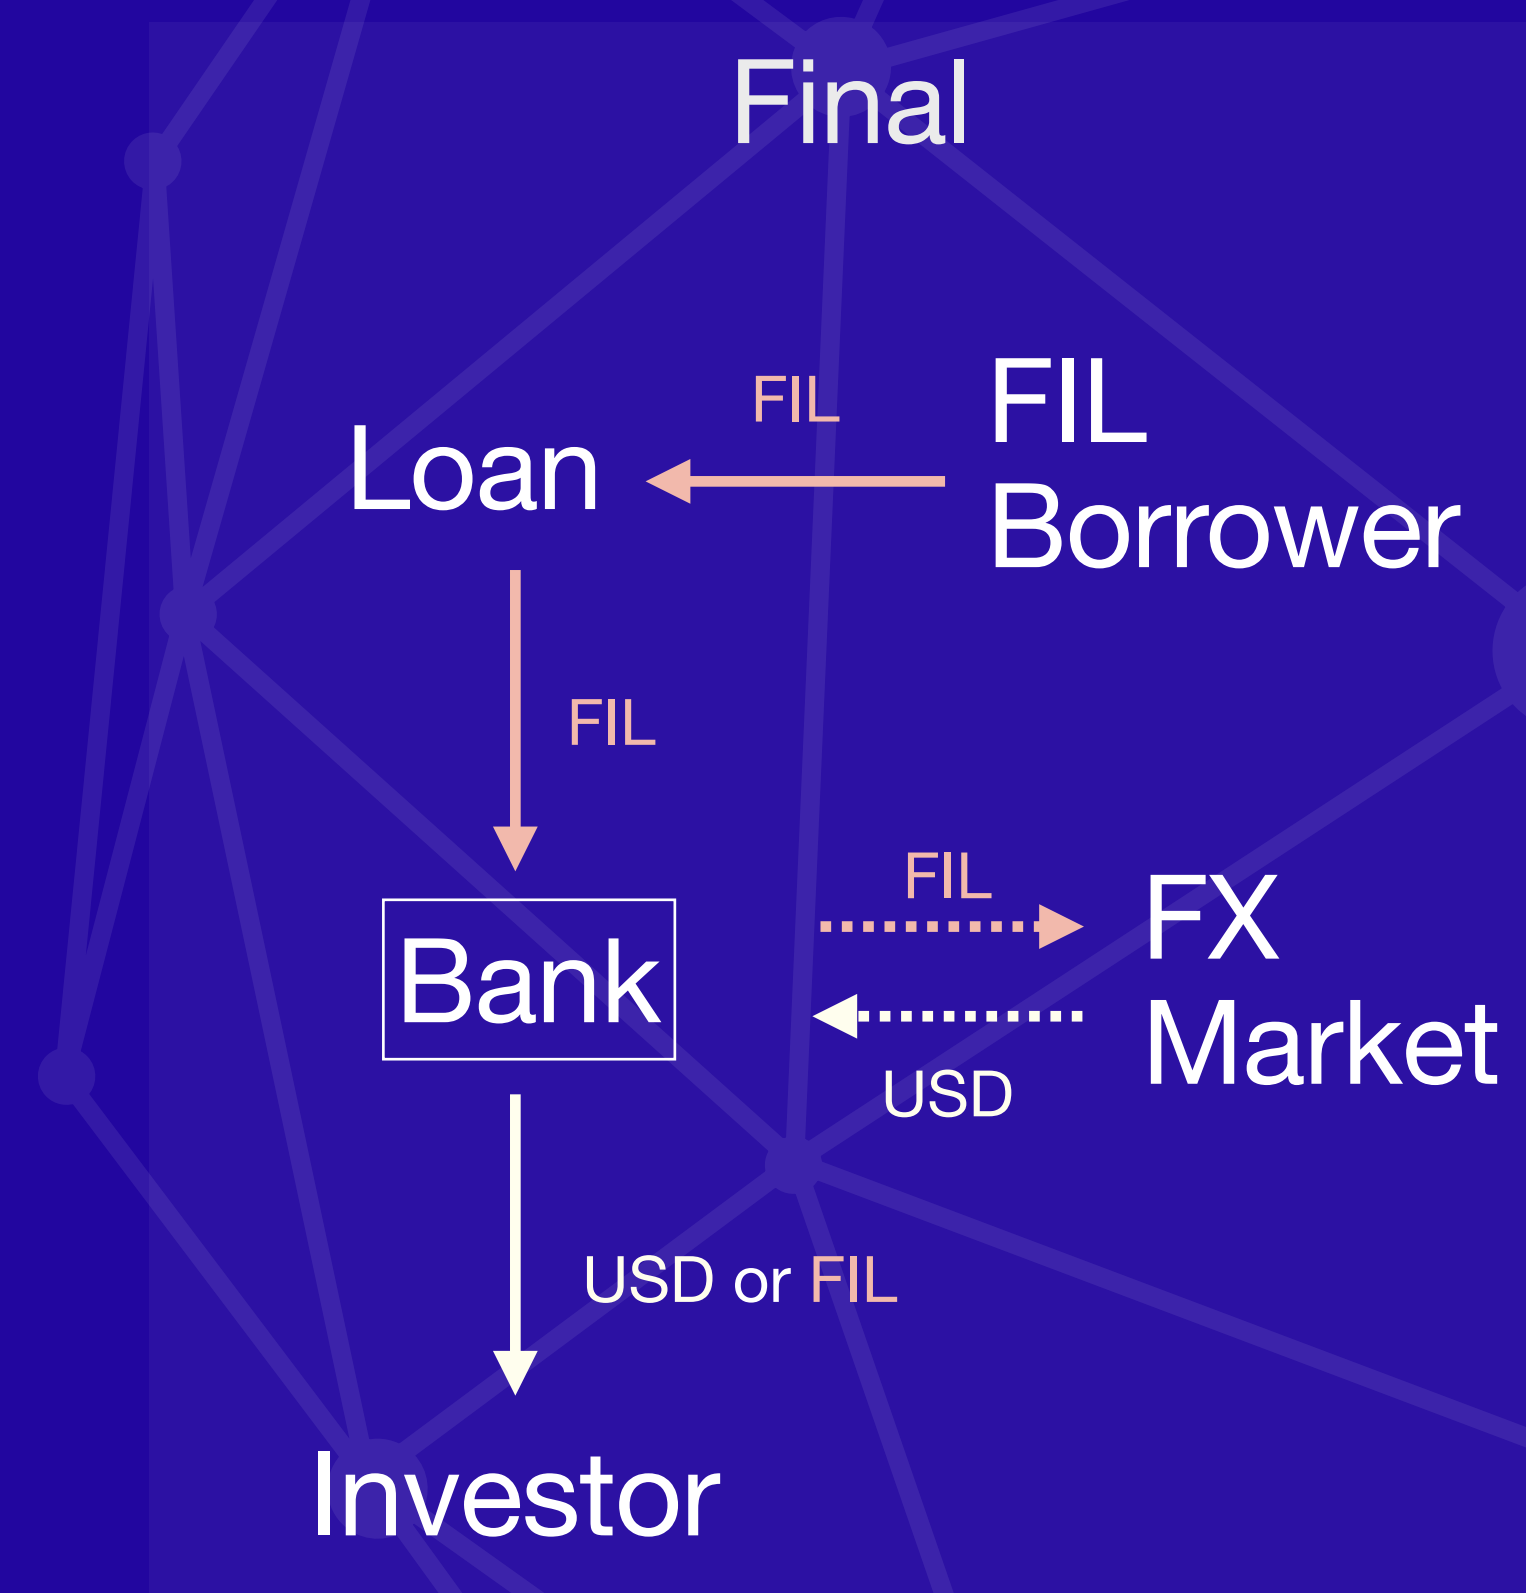 Final
FIL
FIL
Borrower
Loan
FIL
FIL
FX
Market
Bank
USD
USD or FIL
Investor